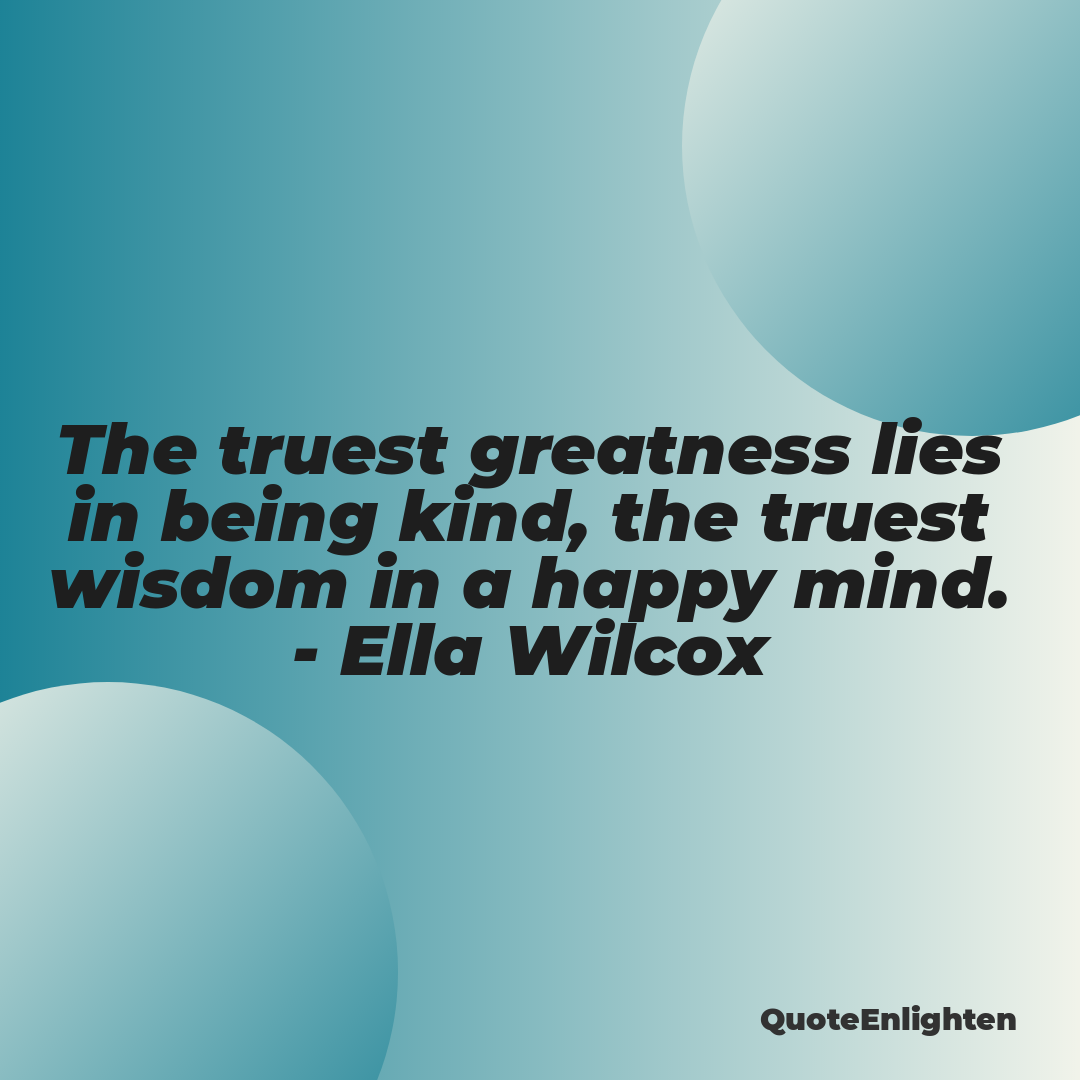 The truest greatness lies
in being kind, the truest
wisdom in a happy mind.
- Ella Wilcox
QuoteEnlighten